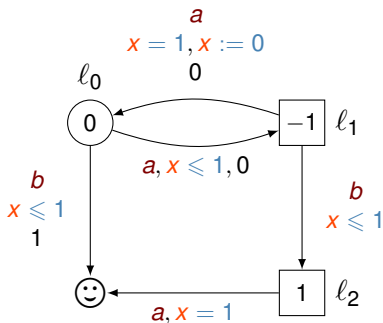 a
x = 1, x := 0
0
ℓ₀
0
−1
ℓ₁
a, x ⩽ 1, 0
b
x ⩽ 1
1
b
x ⩽ 1
1
ℓ₂
a, x = 1